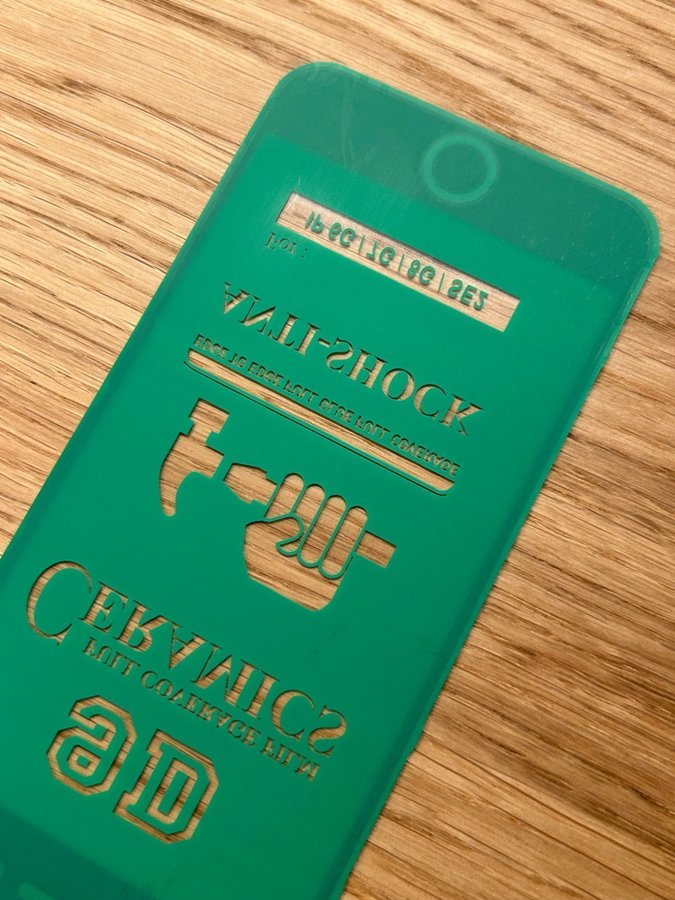 9D
FULL COVERAGE FILM
CERAMICS
EDGE TO EDGE FULL GLUE FULL COVERAGE
ANTI-SHOCK
For:
IP 6G|7G|8G|SE2